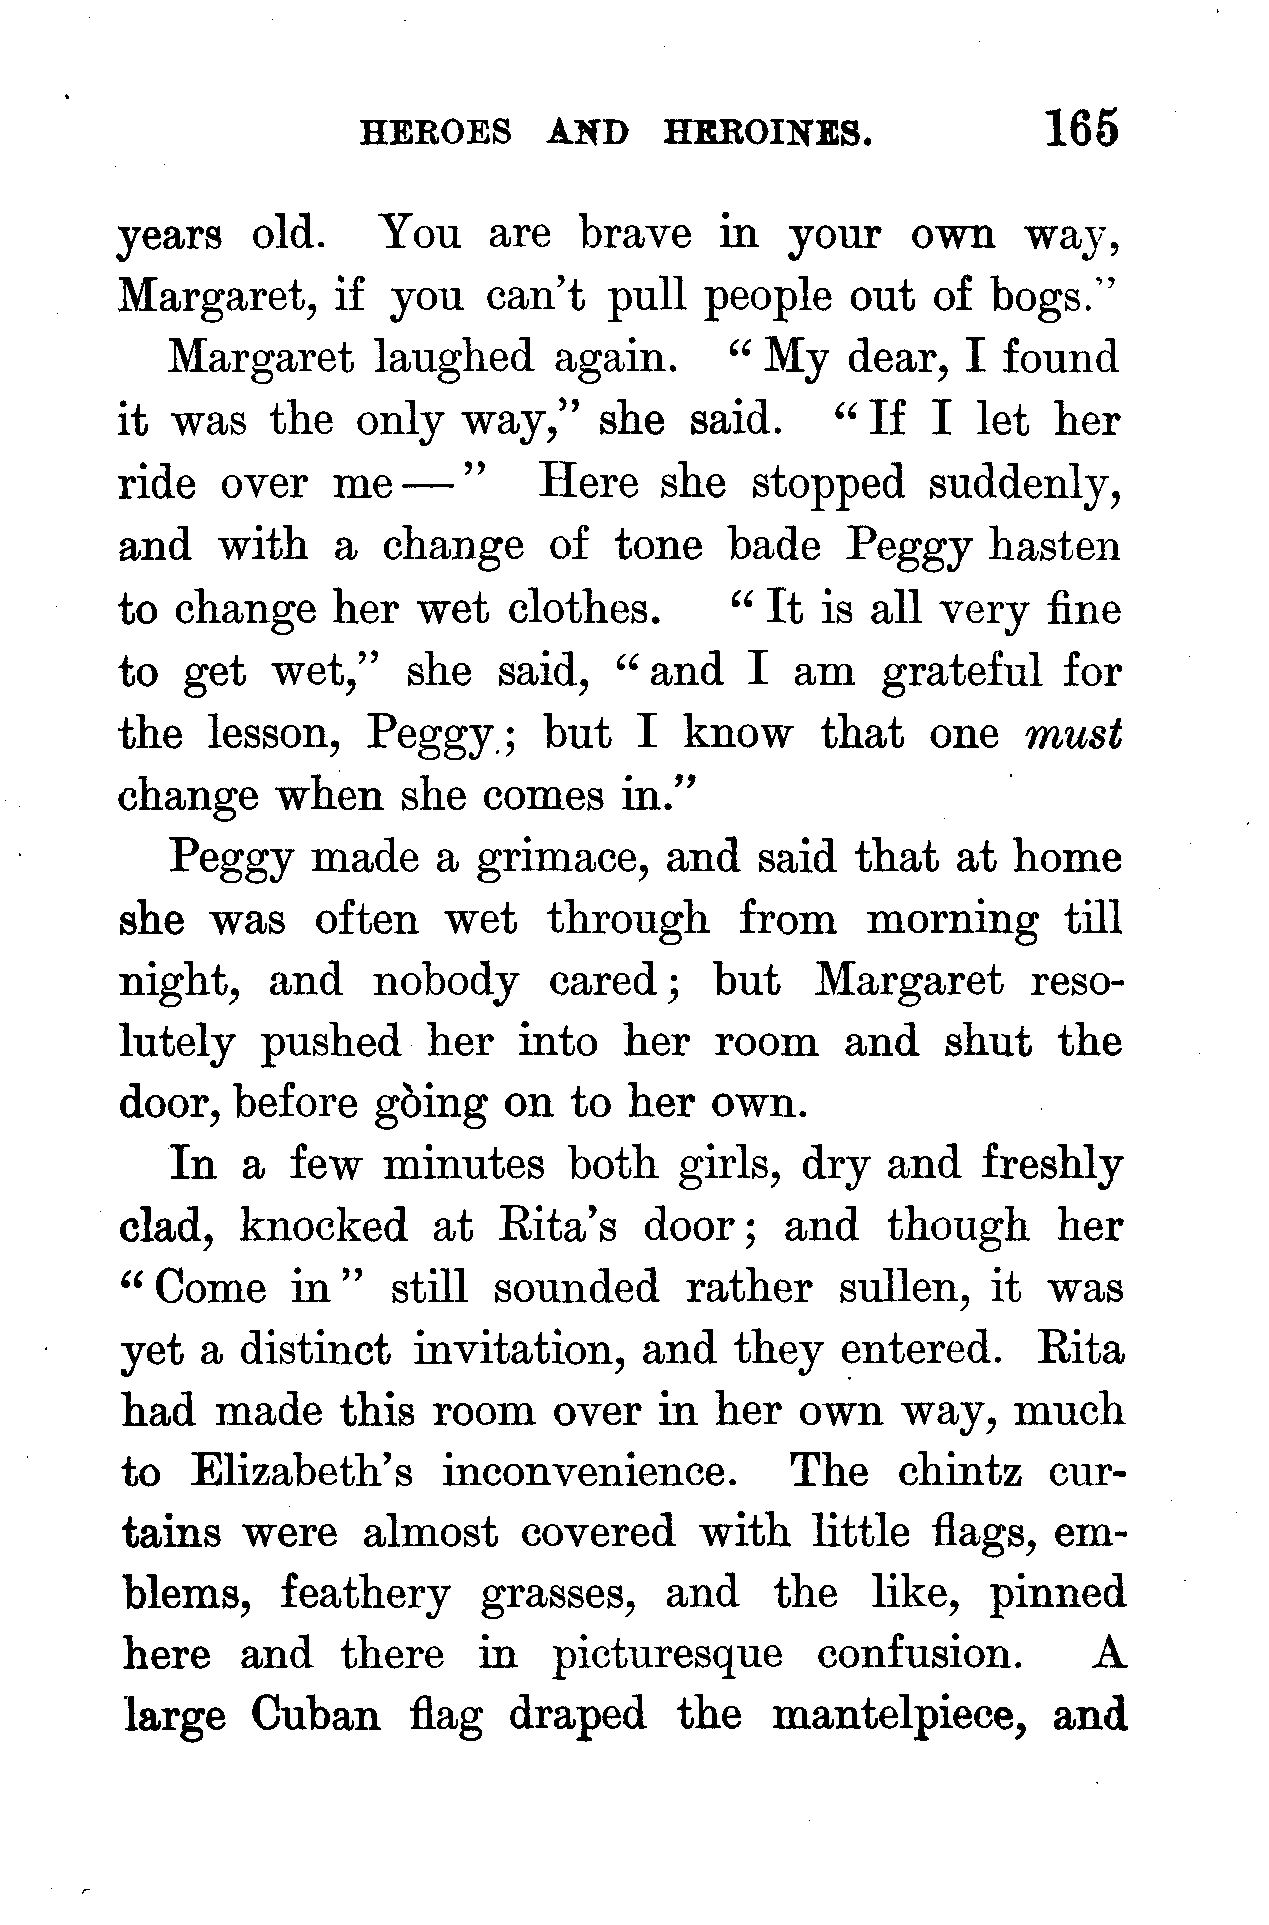 HEROES AND HEROINES. 165
years old. You are brave in your own way,
Margaret, if you can't pull people out of bogs."
Margaret laughed again. "My dear, I found
it was the only way," she said. "If I let her
ride over me—" Here she stopped suddenly,
and with a change of tone bade Peggy hasten
to change her wet clothes. "It is all very fine
to get wet," she said, "and I am grateful for
the lesson, Peggy; but I know that one must
change when she comes in."
Peggy made a grimace, and said that at home
she was often wet through from morning till
night, and nobody cared; but Margaret reso-
lutely pushed her into her room and shut the
door, before going on to her own.
In a few minutes both girls, dry and freshly
clad, knocked at Rita's door; and though her
"Come in" still sounded rather sullen, it was
yet a distinct invitation, and they entered. Rita
had made this room over in her own way, much
to Elizabeth's inconvenience. The chintz cur-
tains were almost covered with little flags, em-
blems, feathery grasses, and the like, pinned
here and there in picturesque confusion. A
large Cuban flag draped the mantelpiece, and